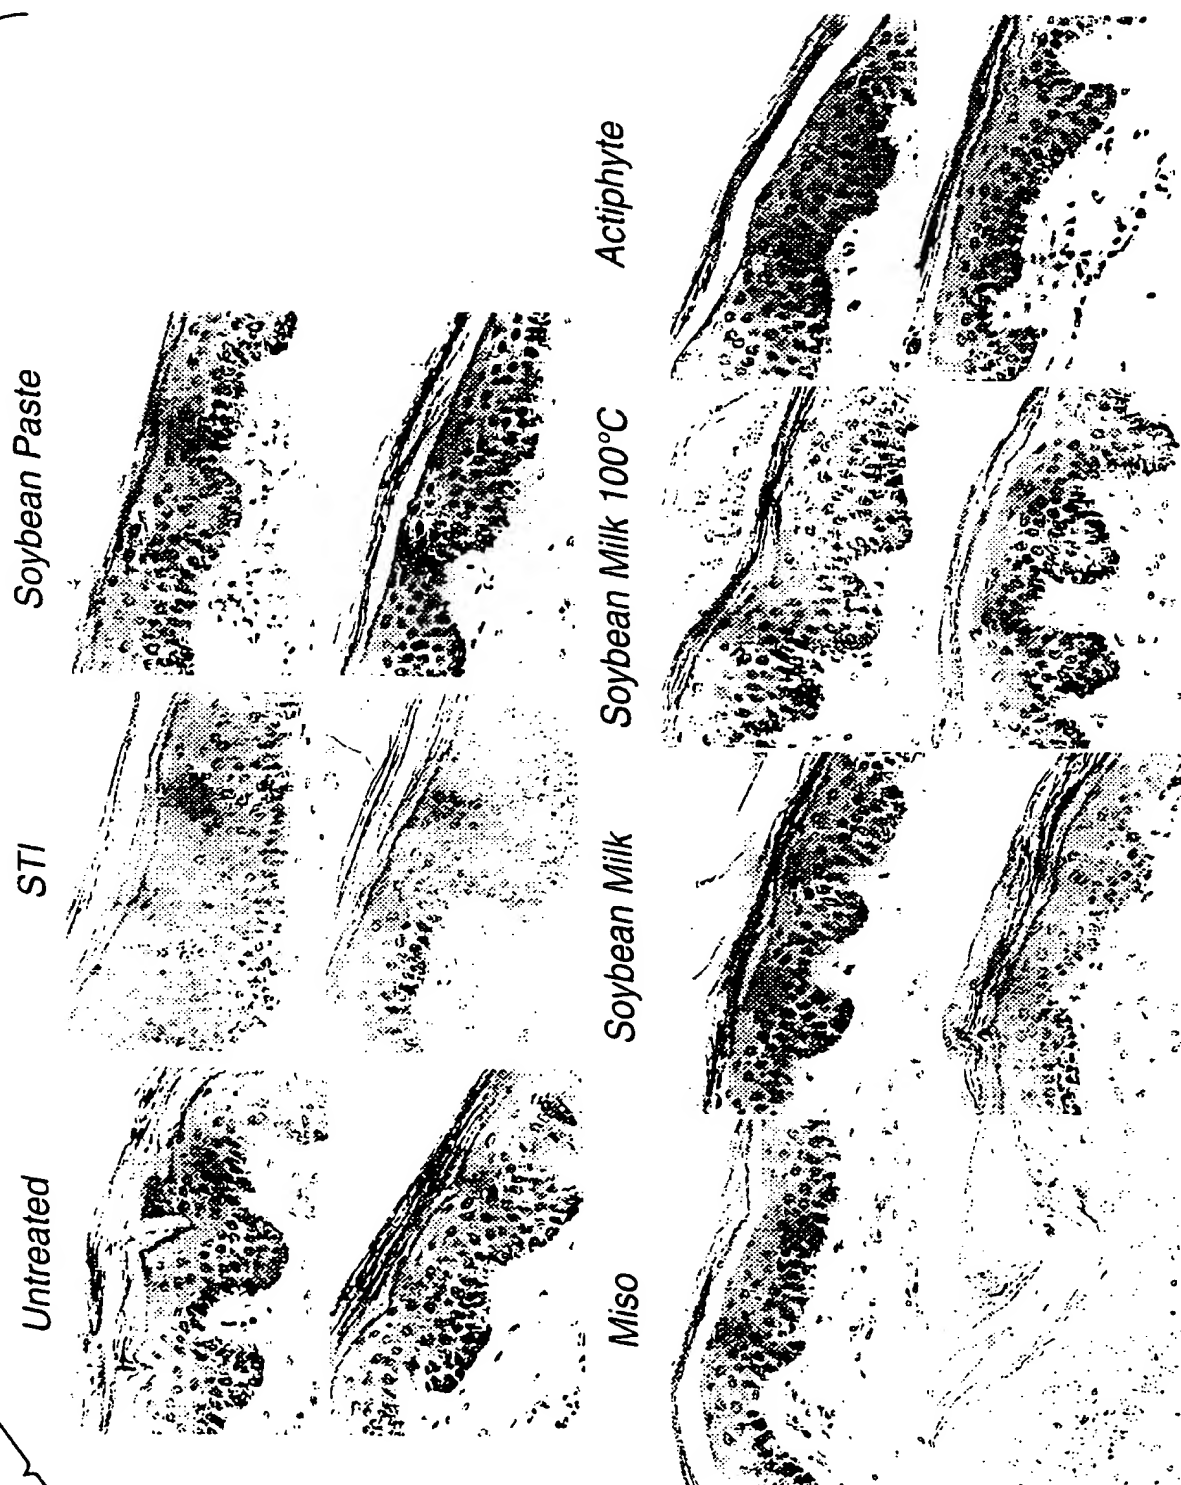 Untreated
STI
Soybean Paste
Miso
Soybean Milk
Soybean Milk 100°C
Actiphyte